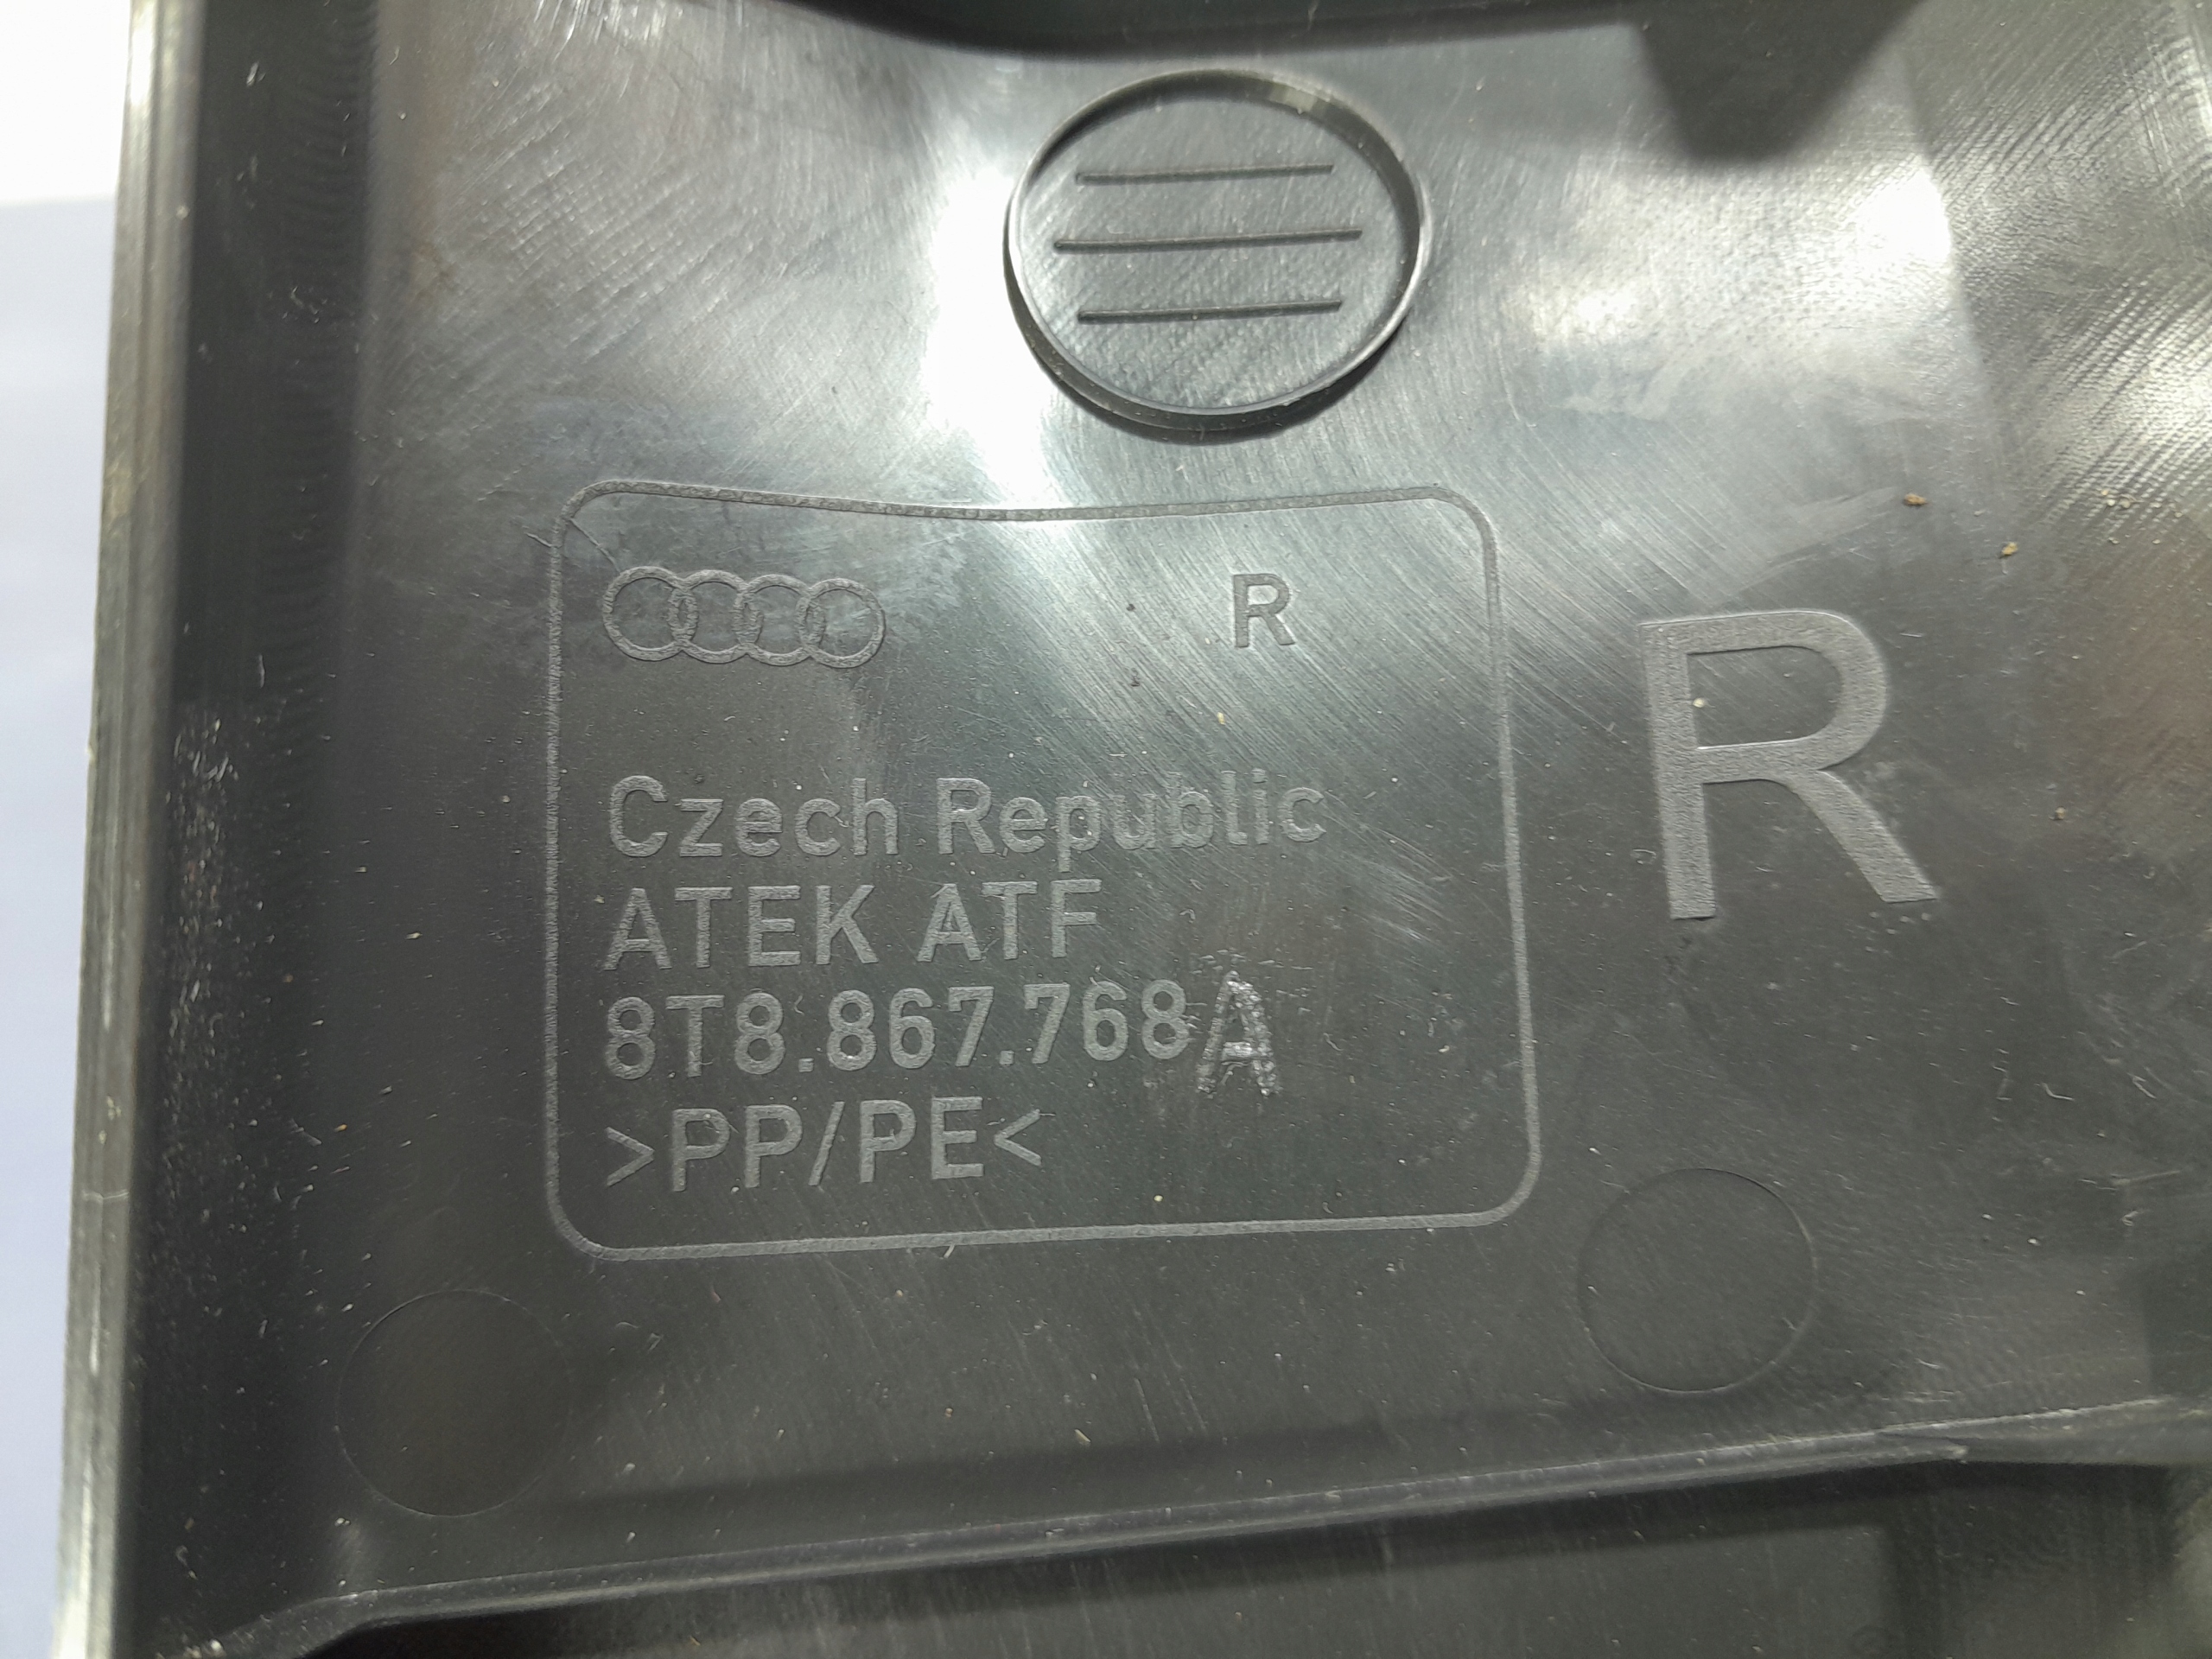 R
Czech Republic
ATEK ATF
8T8.867.768A
>PP/PE<
R